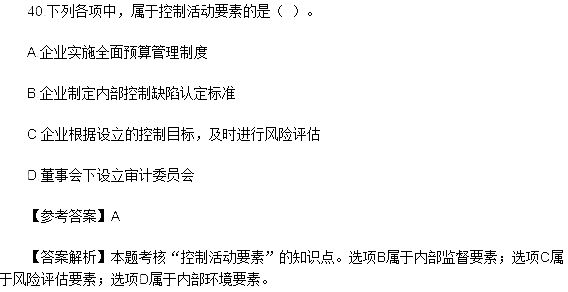 40 下列各项中，属于控制活动要素的是（ ）。
A 企业实施全面预算管理制度
B 企业制定内部控制缺陷认定标准
C 企业根据设立的控制目标，及时进行风险评估
D 董事会下设立审计委员会
【参考答案】A
【答案解析】本题考核“控制活动要素”的知识点。选项B属于内部监督要素；选项C属
于风险评估要素；选项D属于内部环境要素。